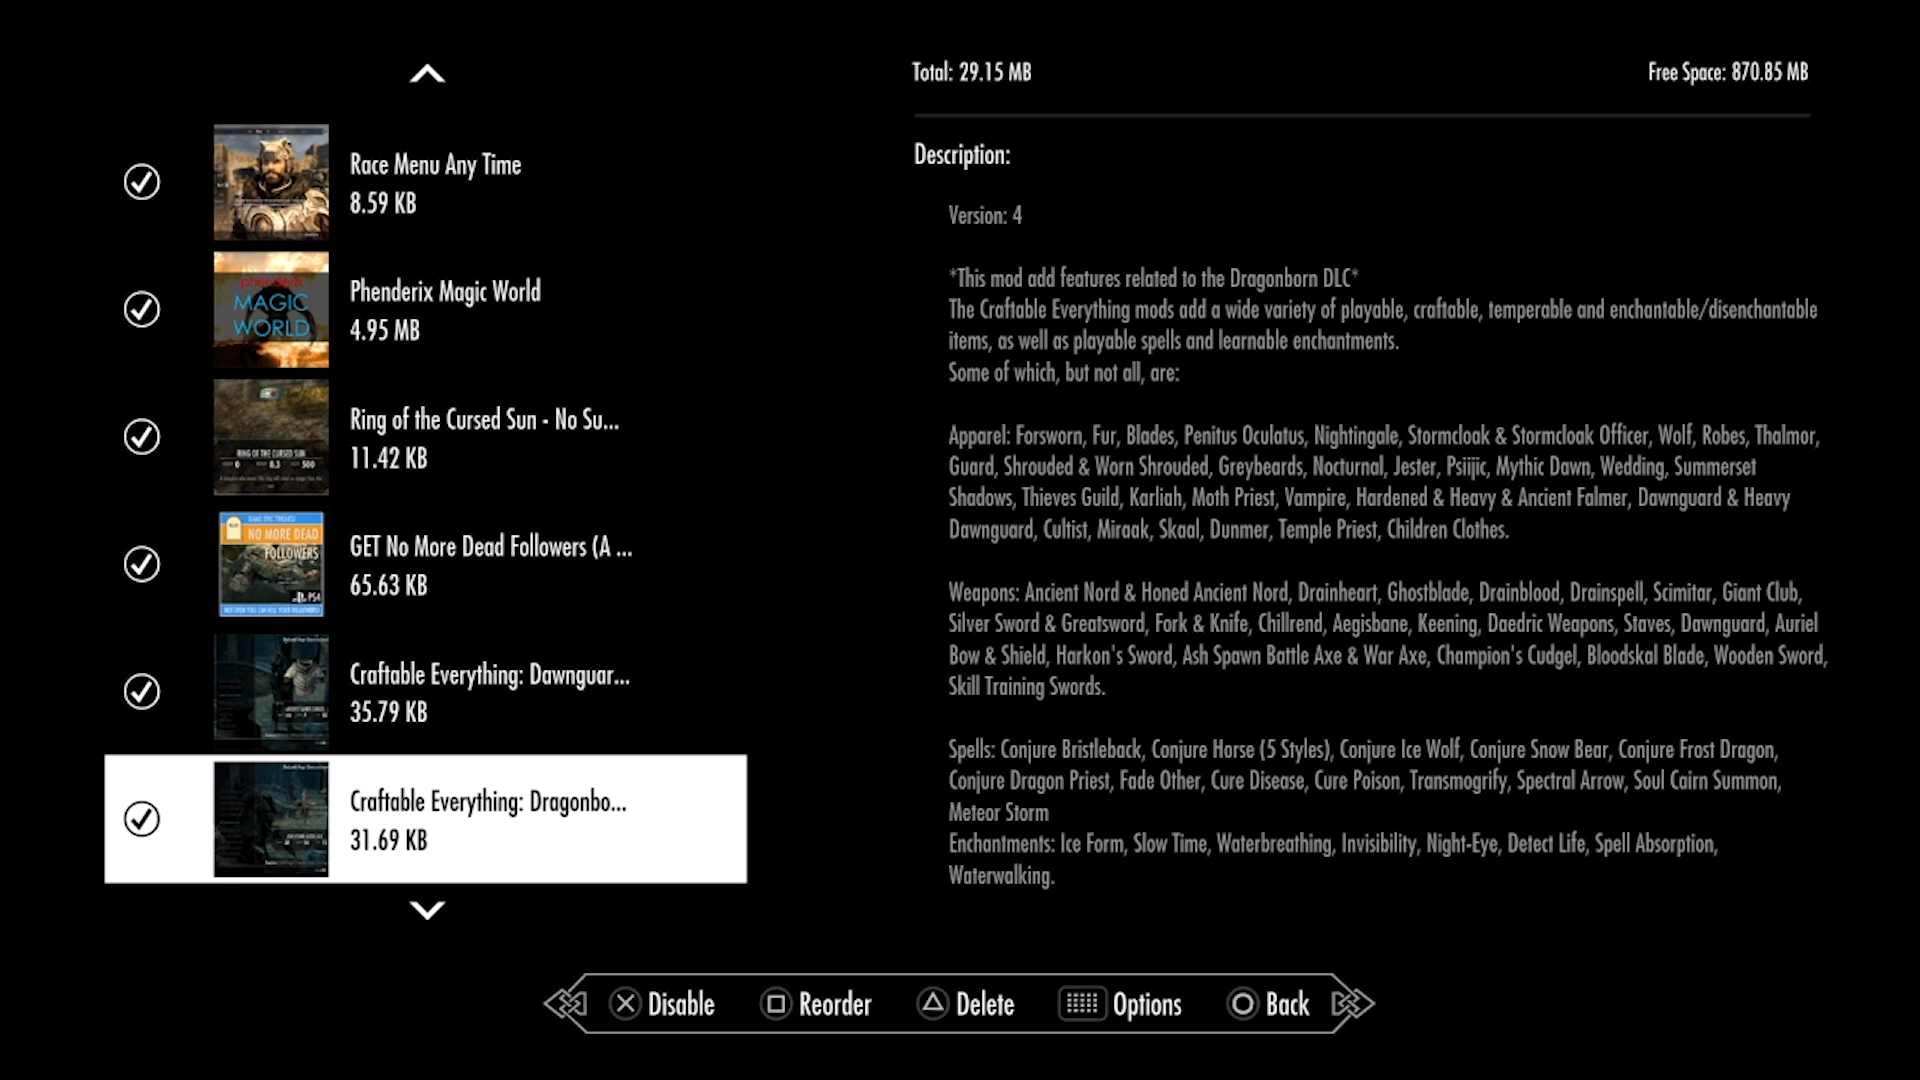 Total: 29.15 MB
Free Space: 870.85 MB
Race Menu Any Time
8.59 KB
phenderix
MAGIC
WORLD
Phenderix Magic World
4.95 MB
RING OF THE CURSED SUN
0 0.3 500
Ring of the Cursed Sun - No Su...
11.42 KB
NO MORE DEAD
FOLLOWERS
PS4
GET No More Dead Followers (A ...
65.63 KB
Craftable Everything: Dawnguar...
35.79 KB
Craftable Everything: Dragonbo...
31.69 KB
Description:
Version: 4
*This mod add features related to the Dragonborn DLC*
The Craftable Everything mods add a wide variety of playable, craftable, temperable and enchantable/disenchantable
items, as well as playable spells and learnable enchantments.
Some of which, but not all, are:
Apparel: Forsworn, Fur, Blades, Penitus Oculatus, Nightingale, Stormcloak & Stormcloak Officer, Wolf, Robes, Thalmor,
Guard, Shrouded & Worn Shrouded, Greybeards, Nocturnal, Jester, Psiijic, Mythic Dawn, Wedding, Summerset
Shadows, Thieves Guild, Karliah, Moth Priest, Vampire, Hardened & Heavy & Ancient Falmer, Dawnguard & Heavy
Dawnguard, Cultist, Miraak, Skaal, Dunmer, Temple Priest, Children Clothes.
Weapons: Ancient Nord & Honed Ancient Nord, Drainheart, Ghostblade, Drainblood, Drainspell, Scimitar, Giant Club,
Silver Sword & Greatsword, Fork & Knife, Chillrend, Aegisbane, Keening, Daedric Weapons, Staves, Dawnguard, Auriel
Bow & Shield, Harkon's Sword, Ash Spawn Battle Axe & War Axe, Champion's Cudgel, Bloodskal Blade, Wooden Sword,
Skill Training Swords.
Spells: Conjure Bristleback, Conjure Horse (5 Styles), Conjure Ice Wolf, Conjure Snow Bear, Conjure Frost Dragon,
Conjure Dragon Priest, Fade Other, Cure Disease, Cure Poison, Transmogrify, Spectral Arrow, Soul Cairn Summon,
Meteor Storm
Enchantments: Ice Form, Slow Time, Waterbreathing, Invisibility, Night-Eye, Detect Life, Spell Absorption,
Waterwalking.
Disable Reorder Delete Options Back